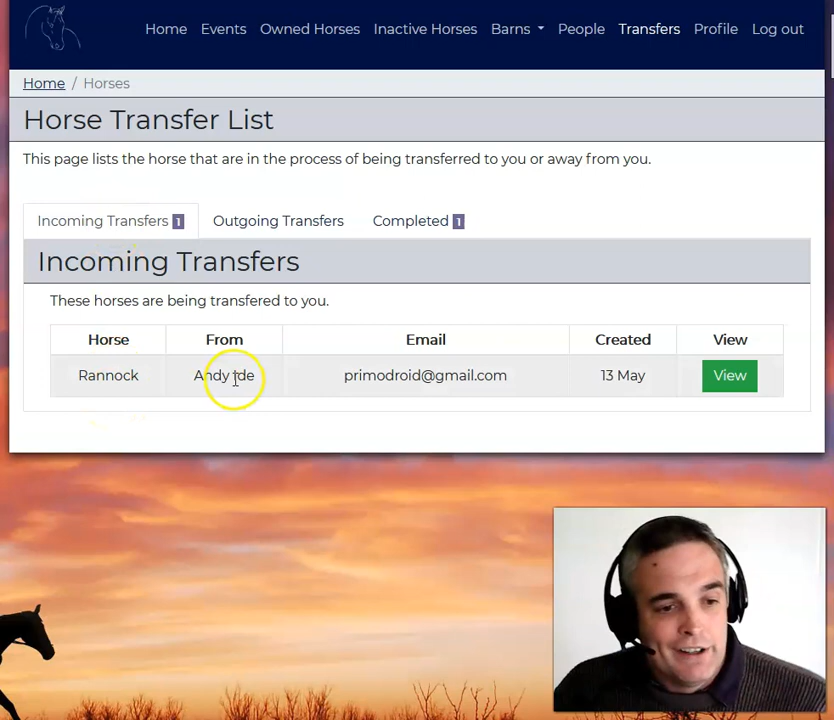 Home Events Owned Horses Inactive Horses Barns People Transfers Profile Log out
Home / Horses
Horse Transfer List
This page lists the horse that are in the process of being transferred to you or away from you.
Incoming Transfers 1 Outgoing Transfers Completed 1
Incoming Transfers
These horses are being transfered to you.
Horse From Email Created View
Rannock Andy Ide primodroid@gmail.com 13 May View